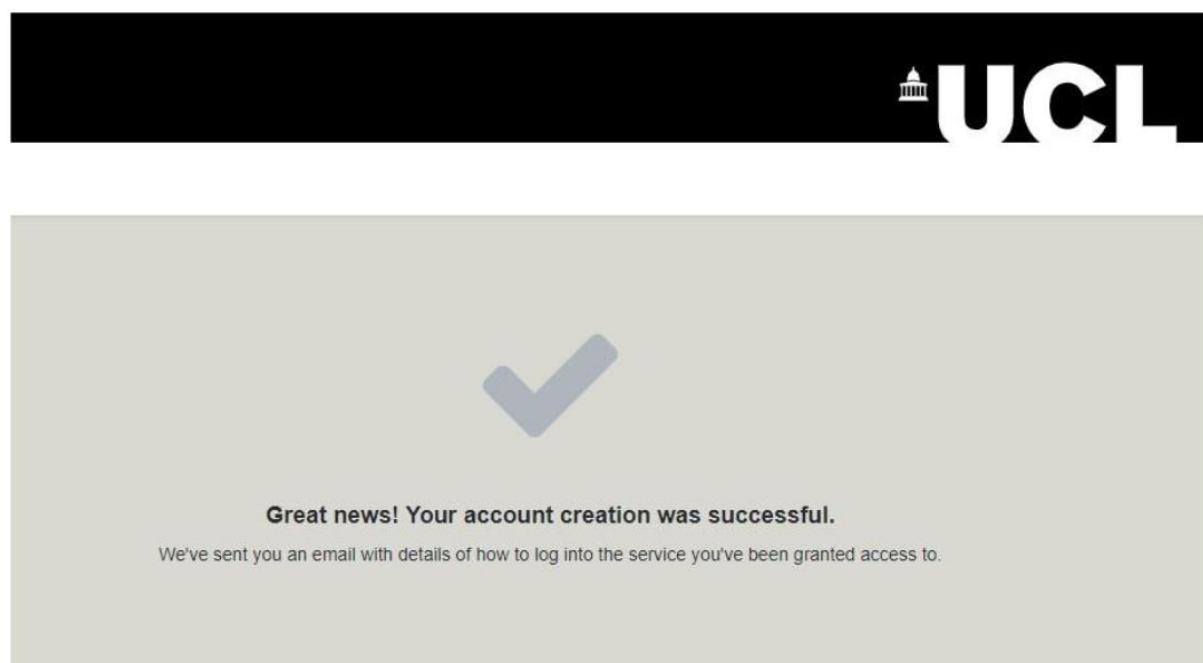 UCL
Great news! Your account creation was successful.
We've sent you an email with details of how to log into the service you've been granted access to.